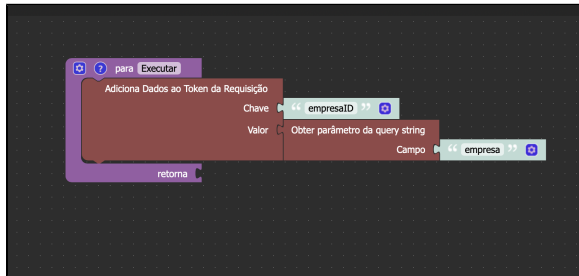 ? para Executar
Adiciona Dados ao Token da Requisição
Chave “ empresaID ”
Valor Obter parâmetro da query string
Campo “ empresa ”
retorna